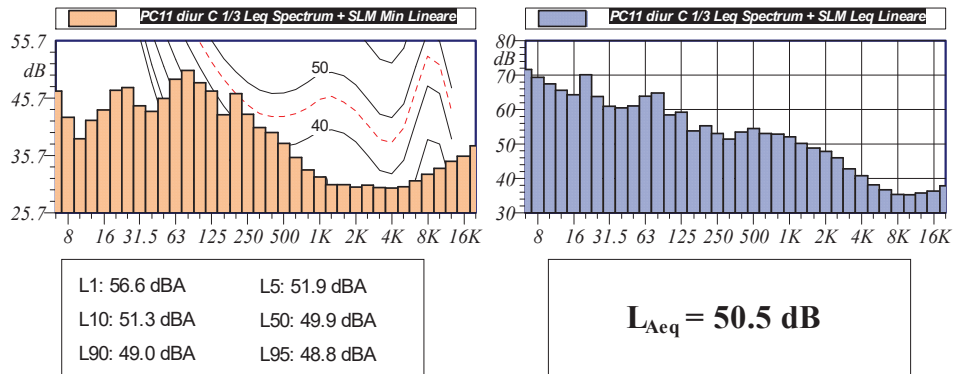 PC11 diur C 1/3 Leq Spectrum + SLM Min Lineare
55.7
dB
45.7
35.7
25.7
50
40
8 16 31.5 63 125 250 500 1K 2K 4K 8K 16K
PC11 diur C 1/3 Leq Spectrum + SLM Leq Lineare
80
dB
70
60
50
40
30
8 16 31.5 63 125 250 500 1K 2K 4K 8K 16K
L1: 56.6 dBA L5: 51.9 dBA
L10: 51.3 dBA L50: 49.9 dBA
L90: 49.0 dBA L95: 48.8 dBA
LAeq = 50.5 dB